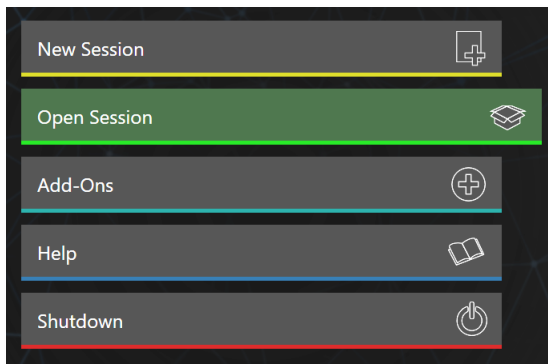 New Session
Open Session
Add-Ons
Help
Shutdown